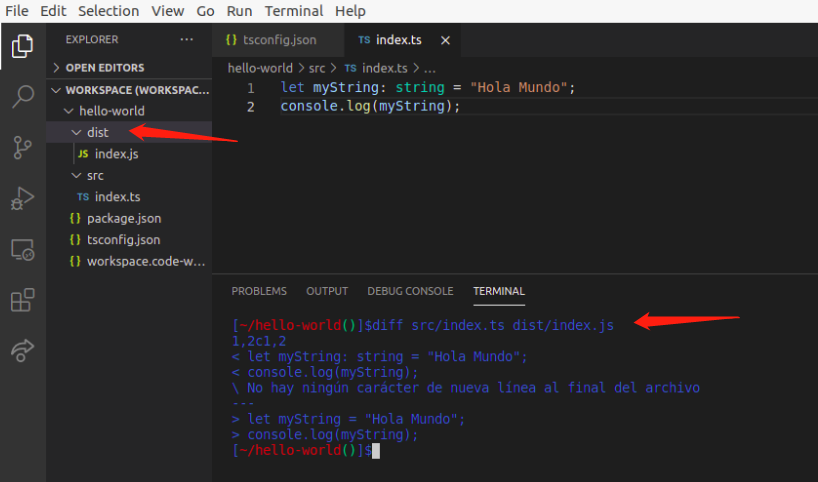 File Edit Selection View Go Run Terminal Help
EXPLORER ...
OPEN EDITORS
WORKSPACE (WORKSPAC...
hello-world
dist
JS index.js
src
TS index.ts
{} package.json
{} tsconfig.json
{} workspace.code-w...
{} tsconfig.json TS index.ts ×
hello-world > src > TS index.ts > ...
1 let myString: string = "Hola Mundo";
2 console.log(myString);
PROBLEMS OUTPUT DEBUG CONSOLE TERMINAL
[~/hello-world()]$diff src/index.ts dist/index.js
1,2c1,2
< let myString: string = "Hola Mundo";
< console.log(myString);
\ No hay ningún carácter de nueva línea al final del archivo
---
> let myString = "Hola Mundo";
> console.log(myString);
[~/hello-world()]$